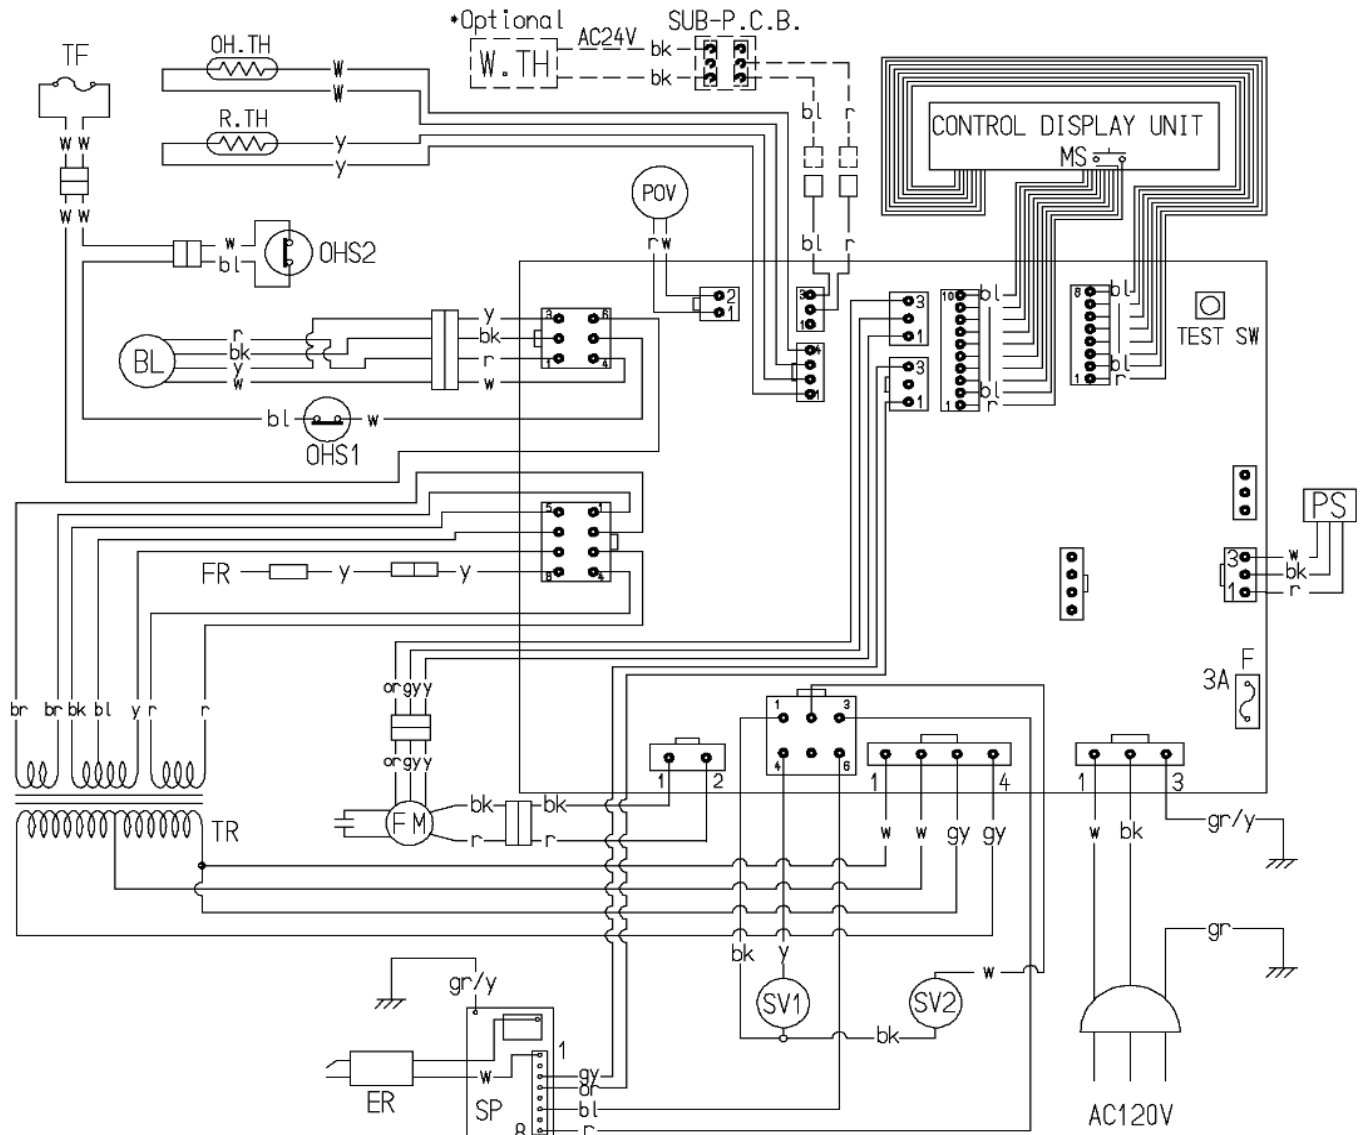 *Optional
SUB-P.C.B.
TF
OH.TH
W
W
W.TH
AC24V
bk
bk
R.TH
y
y
bl
r
CONTROL DISPLAY UNIT
MS
W W
W W
POV
r w
bl
r
w
bl
OHS2
3
6
1
4
2
1
3
1
4
1
3
1
3
1
10
bl
bl
1
r
8
bl
bl
1
r
TEST SW
BL
r
bk
y
w
y
bk
r
w
bl
w
OHS1
5
1
8
4
FR
y
y
PS
3
1
w
bk
r
F
3A
br
br
bk
bl
y
r
r
or
gy
y
or
gy
y
TR
FM
bk
bk
r
r
1
2
1
3
4
6
1
4
1
3
w
w
gy
gy
w
bk
gr/y
gr
bk
y
w
SV1
SV2
bk
gr/y
ER
w
SP
1
8
gy
or
bl
r
AC120V